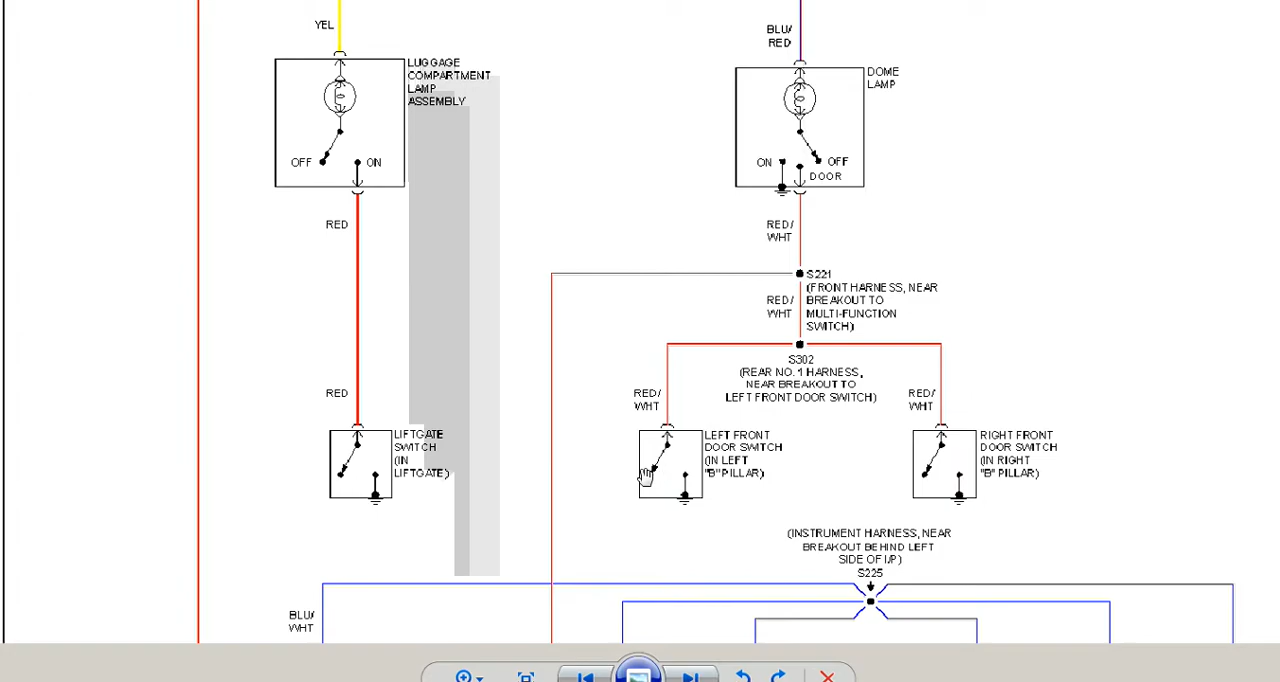 YEL
LUGGAGE
COMPARTMENT
LAMP
ASSEMBLY
OFF
ON
RED
RED
LIFTGATE
SWITCH
(IN
LIFTGATE)
BLU/
RED
DOME
LAMP
ON
OFF
DOOR
RED/
WHT
S221
(FRONT HARNESS, NEAR
BREAKOUT TO
MULTI-FUNCTION
SWITCH)
RED/
WHT
S302
(REAR NO. 1 HARNESS,
NEAR BREAKOUT TO
LEFT FRONT DOOR SWITCH)
RED/
WHT
LEFT FRONT
DOOR SWITCH
(IN LEFT
"B" PILLAR)
RED/
WHT
RIGHT FRONT
DOOR SWITCH
(IN RIGHT
"B" PILLAR)
(INSTRUMENT HARNESS, NEAR
BREAKOUT BEHIND LEFT
SIDE OF I/P)
S225
BLU/
WHT